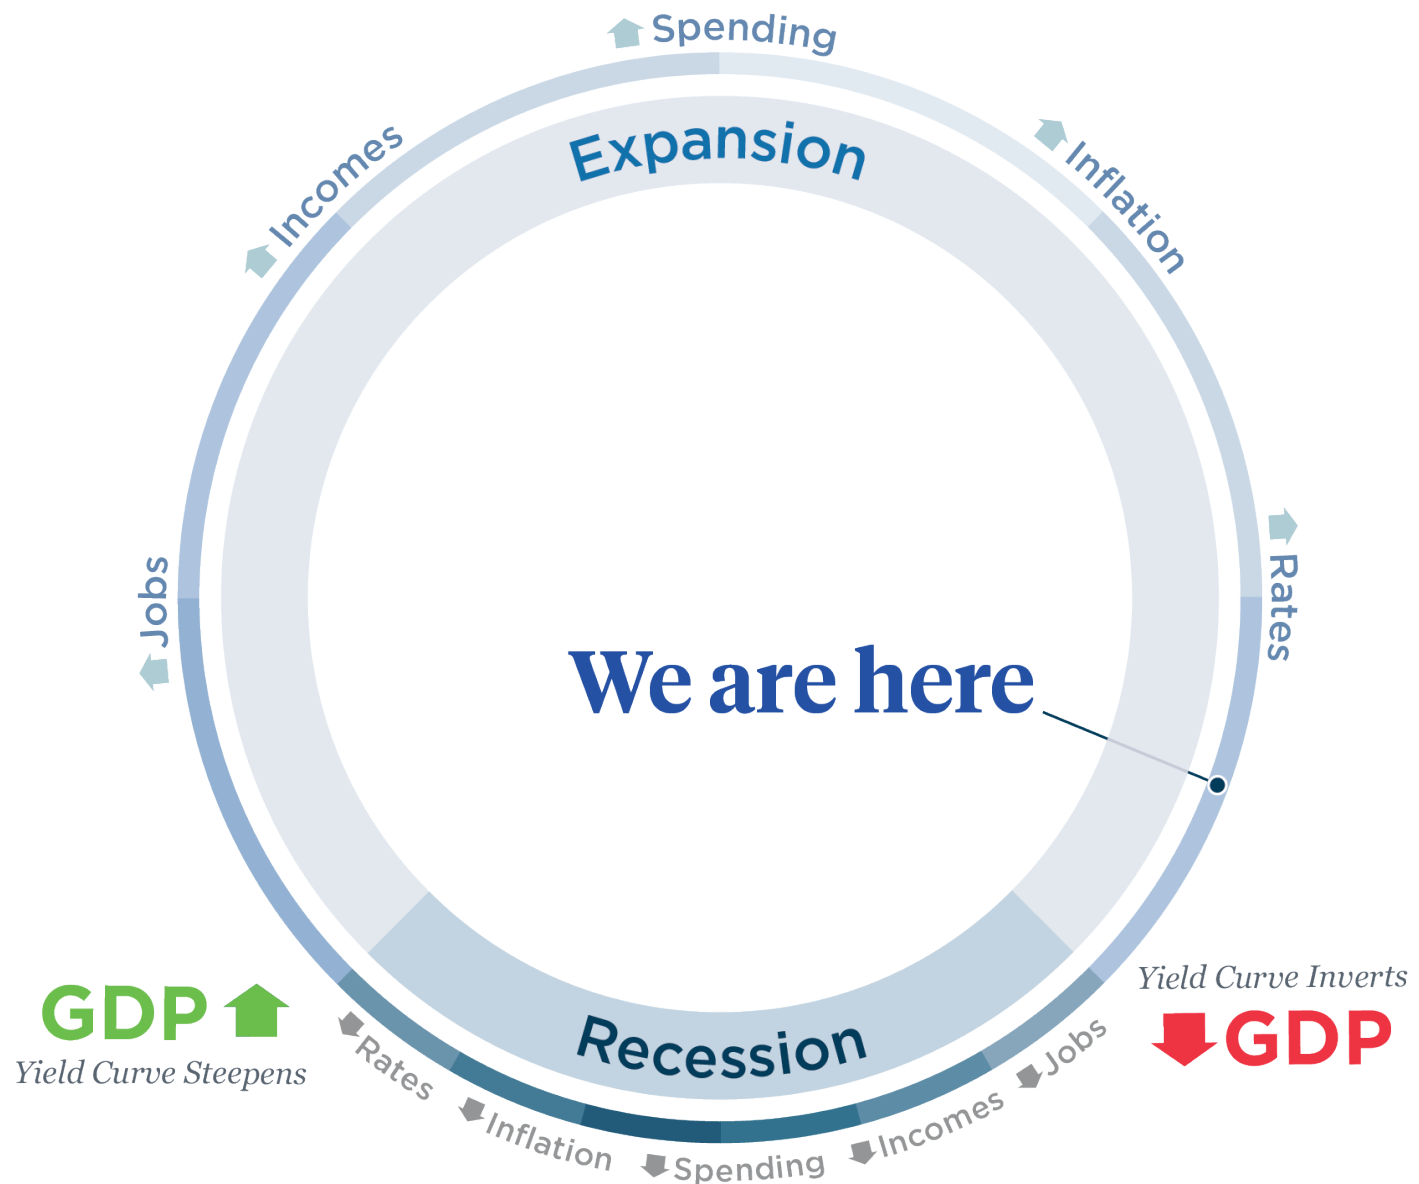 Spending
Incomes
Expansion
Inflation
Jobs
Rates
We are here
Yield Curve Inverts
GDP
GDP
Yield Curve Steepens
Recession
Rates
Inflation
Spending
Incomes
Jobs